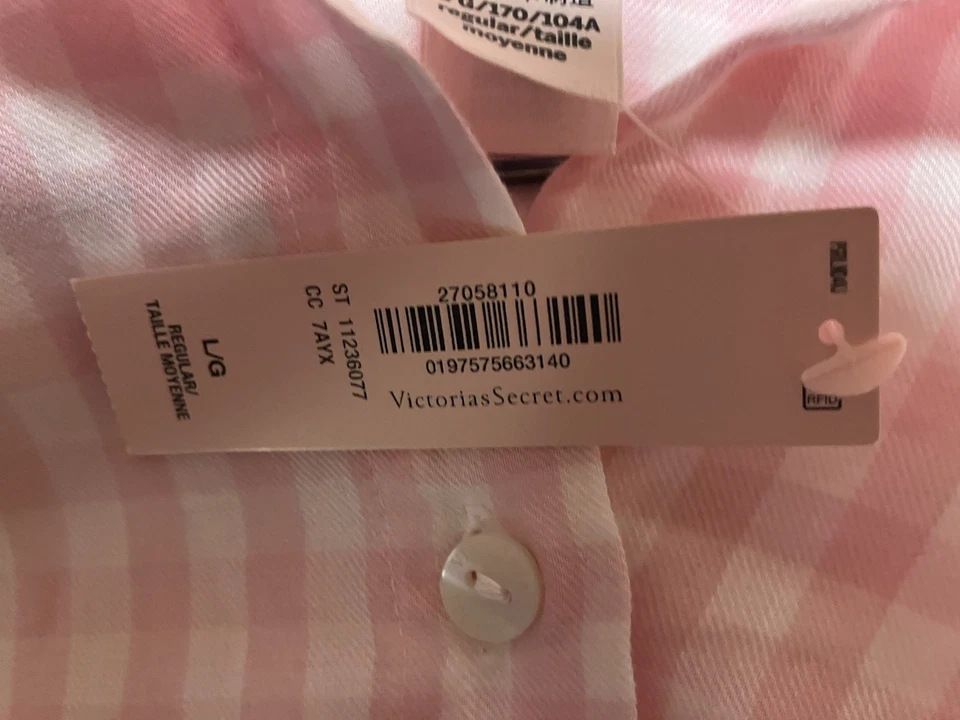 /170/104A
regular/taille
moyenne
27058110
0197575663140
VictoriasSecret.com
ST 11236077
CC 7AYX
L/G
REGULAR/
TAILLE MOYENNE
RFID